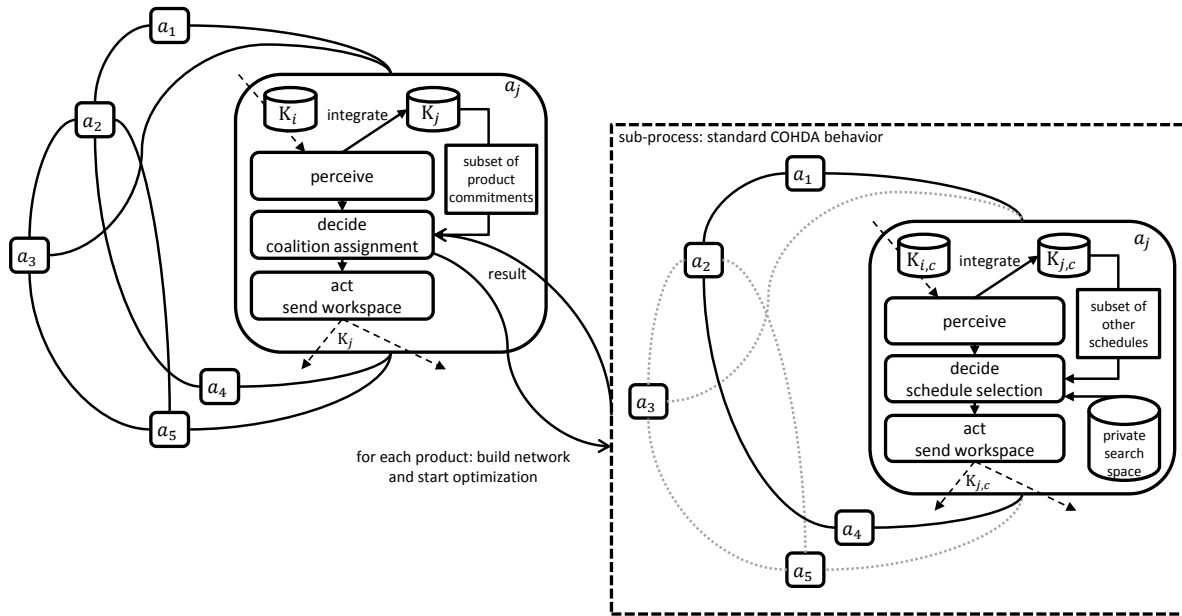 a1
a2
a3
a4
a5
aj
Ki
integrate
Kj
perceive
subset of
product
commitments
decide
coalition assignment
act
send workspace
Kj
result
for each product: build network
and start optimization
sub-process: standard COHDA behavior
a1
a2
a3
a4
a5
aj
Ki,c
integrate
Kj,c
perceive
subset of
other
schedules
decide
schedule selection
act
send workspace
private
search
space
Kj,c